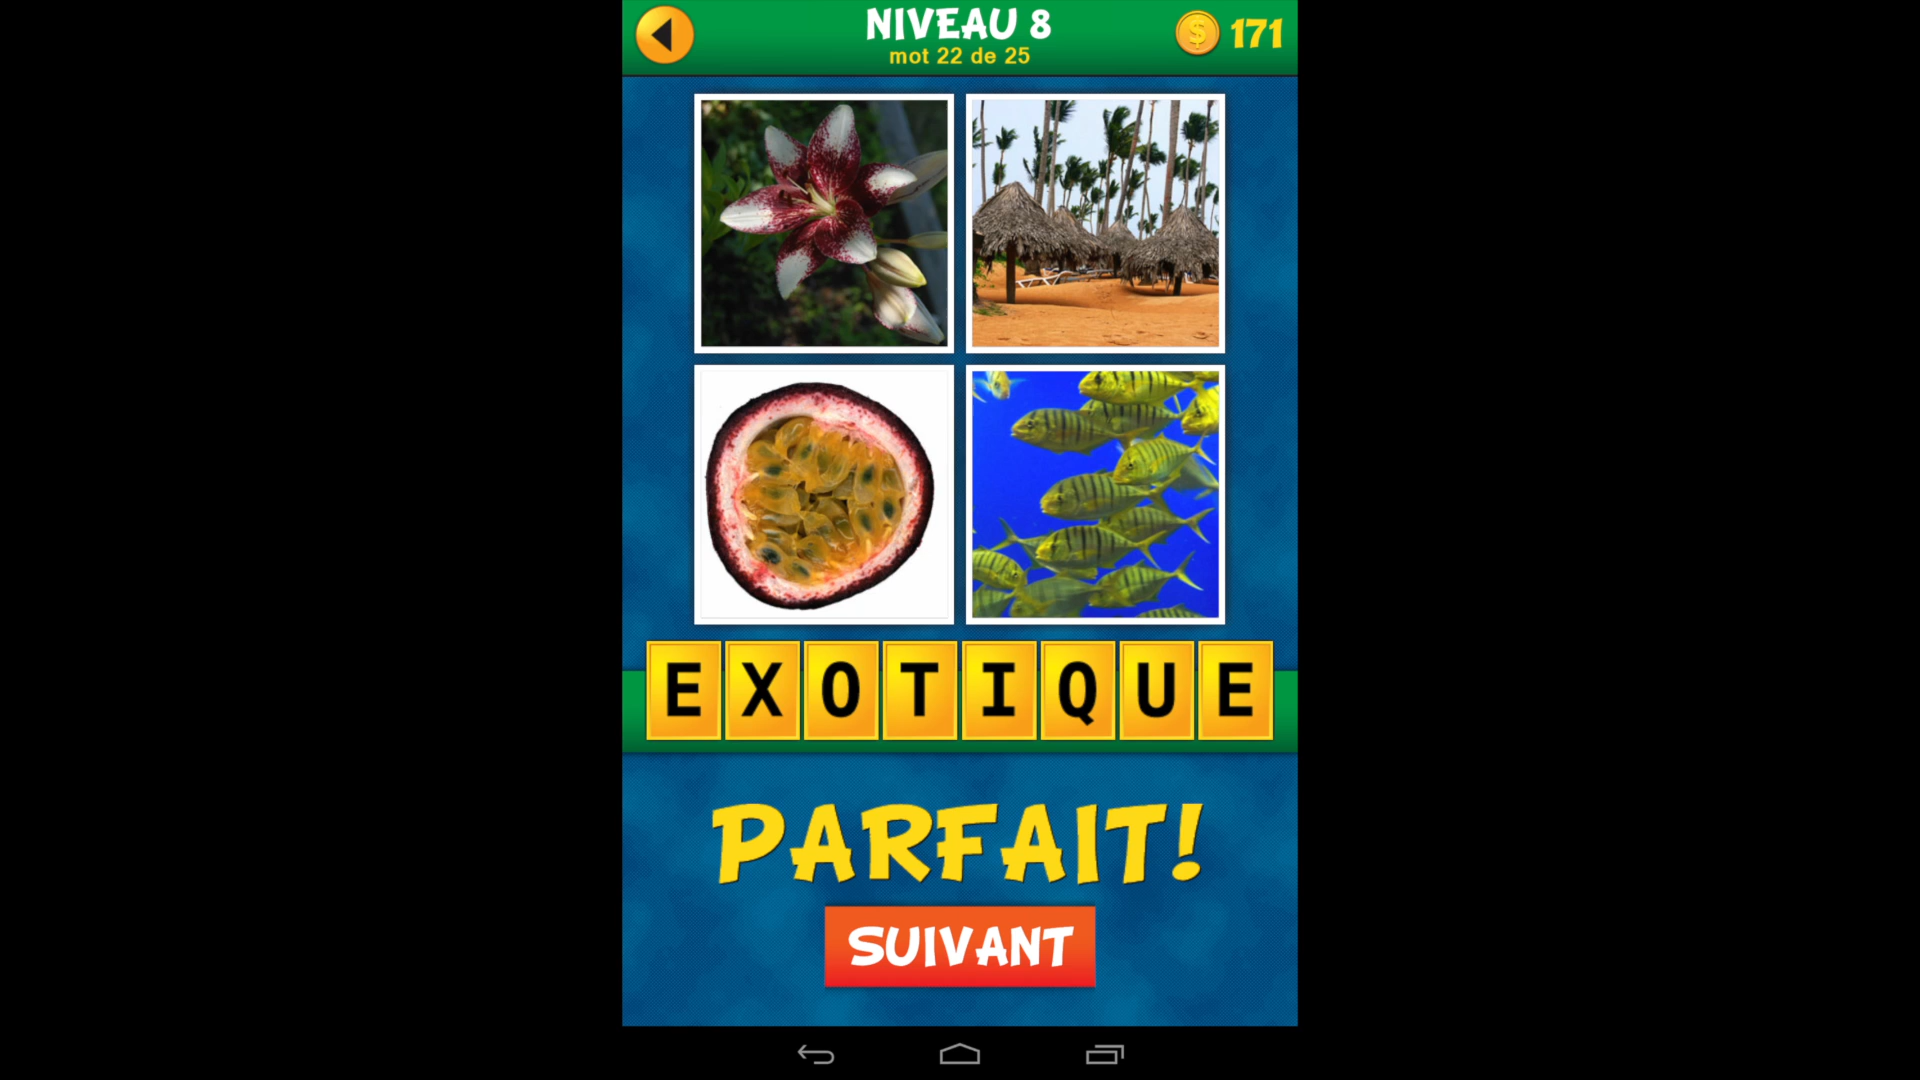 NIVEAU 8
mot 22 de 25
$ 171
EXOTIQUE
PARFAIT!
SUIVANT